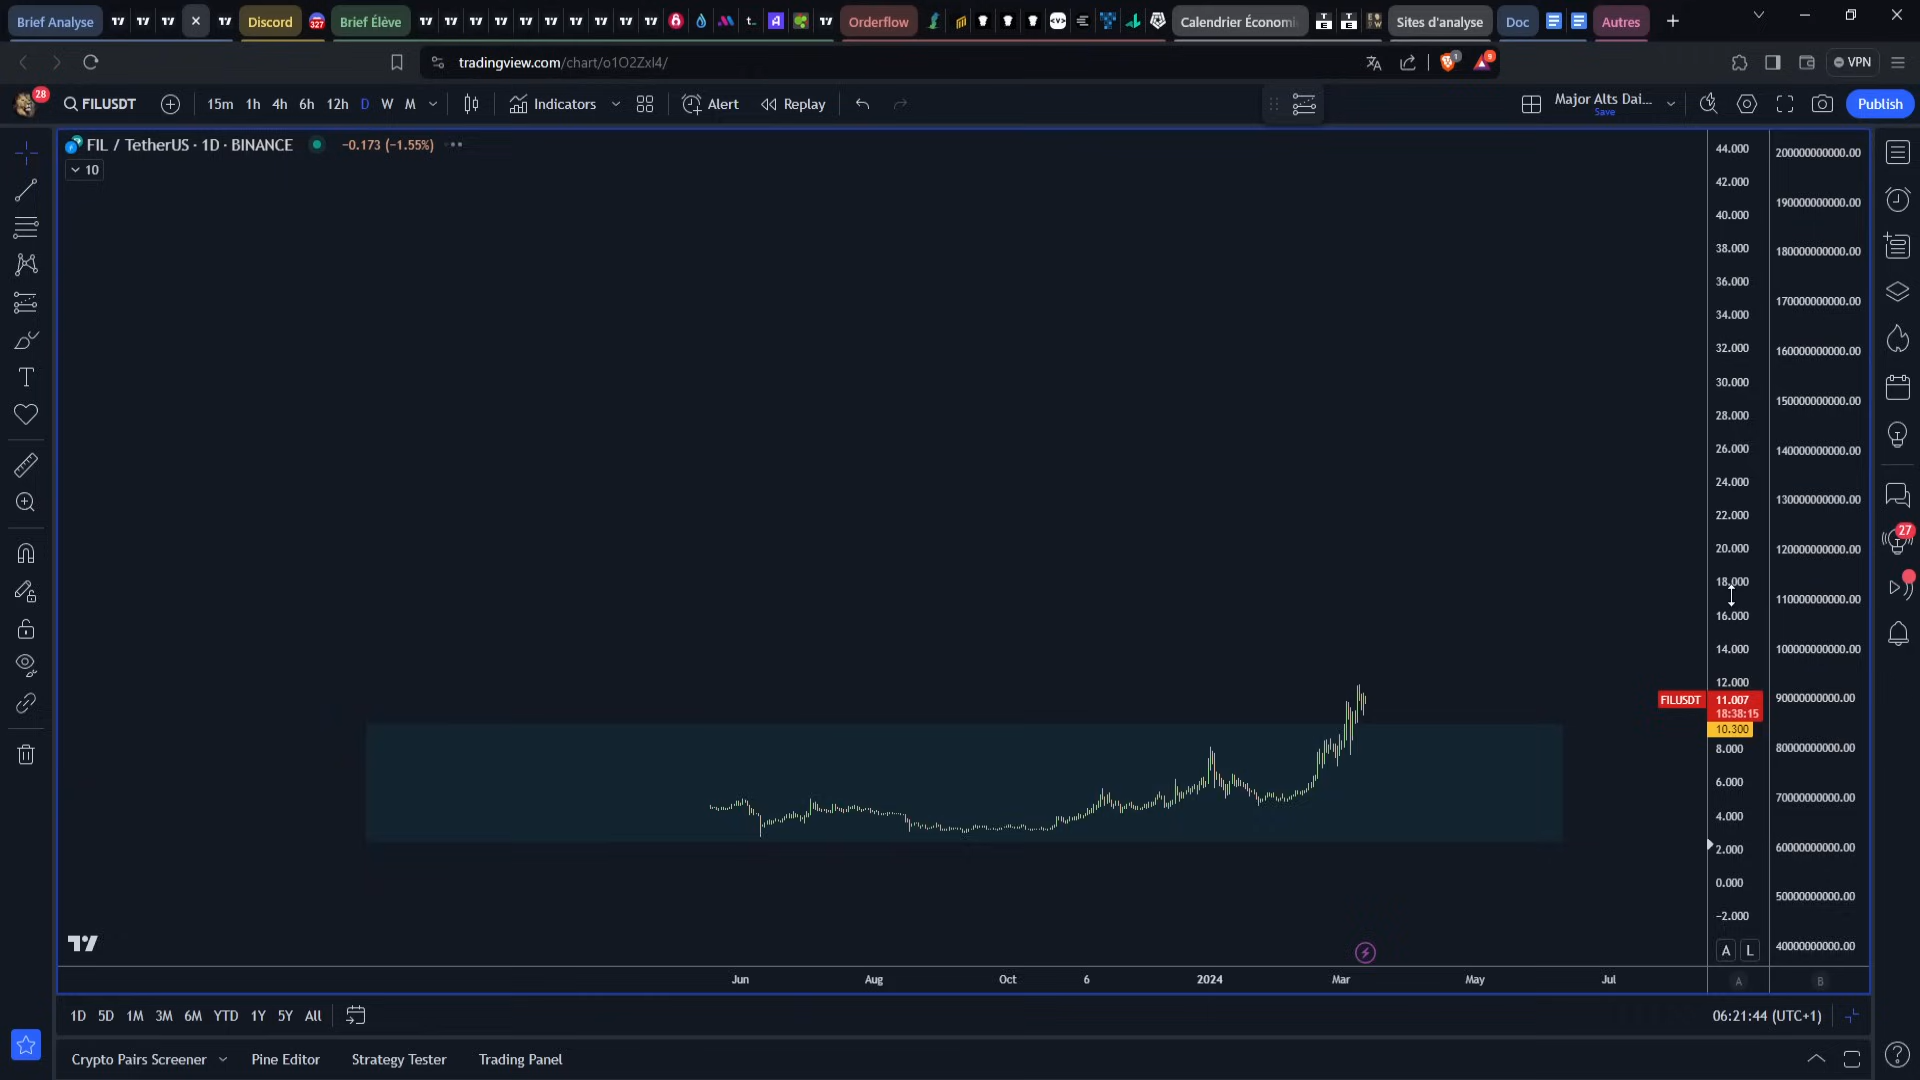 Brief Analyse
Discord
327
Brief Élève
Orderflow
Calendrier Économi
Sites d'analyse
Doc
Autres
tradingview.com/chart/o1O2Zxl4/
1
9
VPN
28
FILUSDT
15m 1h 4h 6h 12h D W M
Indicators
Alert
Replay
Major Alts Dai...
Save
Publish
FIL / TetherUS · 1D · BINANCE
−0.173 (−1.55%)
10
44.000
42.000
40.000
38.000
36.000
34.000
32.000
30.000
28.000
26.000
24.000
22.000
20.000
18.000
16.000
14.000
12.000
FILUSDT 11.007
18:38:15
10.300
8.000
6.000
4.000
2.000
0.000
−2.000
A L
200000000000.00
190000000000.00
180000000000.00
170000000000.00
160000000000.00
150000000000.00
140000000000.00
130000000000.00
120000000000.00
110000000000.00
100000000000.00
90000000000.00
80000000000.00
70000000000.00
60000000000.00
50000000000.00
40000000000.00
27
Jun Aug Oct 6 2024 Mar May Jul
A B
1D 5D 1M 3M 6M YTD 1Y 5Y All
06:21:44 (UTC+1)
Crypto Pairs Screener
Pine Editor
Strategy Tester
Trading Panel